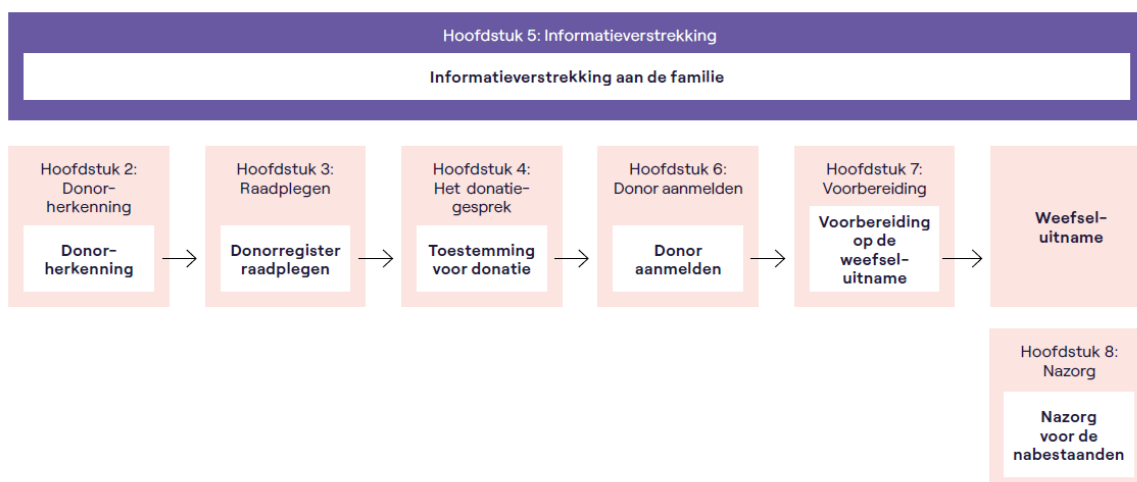 Hoofdstuk 5: Informatieverstrekking
Informatieverstrekking aan de familie
Hoofdstuk 2:
Donor-
herkenning
Donor-
herkenning
Hoofdstuk 3:
Raadplegen
Donorregister
raadplegen
Hoofdstuk 4:
Het donatie-
gesprek
Toestemming
voor donatie
Hoofdstuk 6:
Donor aanmelden
Donor
aanmelden
Hoofdstuk 7:
Voorbereiding
Voorbereiding
op de
weefsel-
uitname
Weefsel-
uitname
Hoofdstuk 8:
Nazorg
Nazorg
voor de
nabestaanden